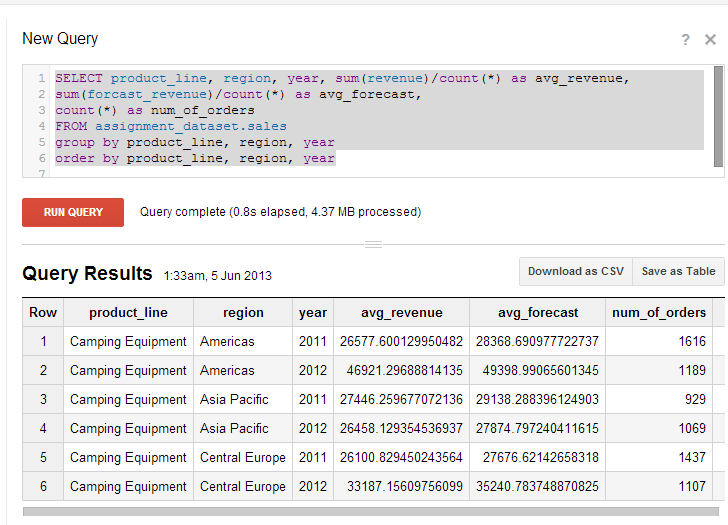 New Query
? ×
1 SELECT product_line, region, year, sum(revenue)/count(*) as avg_revenue,
2 sum(forcast_revenue)/count(*) as avg_forecast,
3 count(*) as num_of_orders
4 FROM assignment_dataset.sales
5 group by product_line, region, year
6 order by product_line, region, year
7
RUN QUERY Query complete (0.8s elapsed, 4.37 MB processed)
Query Results 1:33am, 5 Jun 2013 Download as CSV Save as Table
Row product_line region year avg_revenue avg_forecast num_of_orders
1 Camping Equipment Americas 2011 26577.600129950482 28368.690977722737 1616
2 Camping Equipment Americas 2012 46921.29688814135 49398.99065601345 1189
3 Camping Equipment Asia Pacific 2011 27446.259677072136 29138.288396124903 929
4 Camping Equipment Asia Pacific 2012 26458.129354536937 27874.797240411615 1069
5 Camping Equipment Central Europe 2011 26100.829450243564 27676.62142658318 1437
6 Camping Equipment Central Europe 2012 33187.15609756099 35240.783748870825 1107